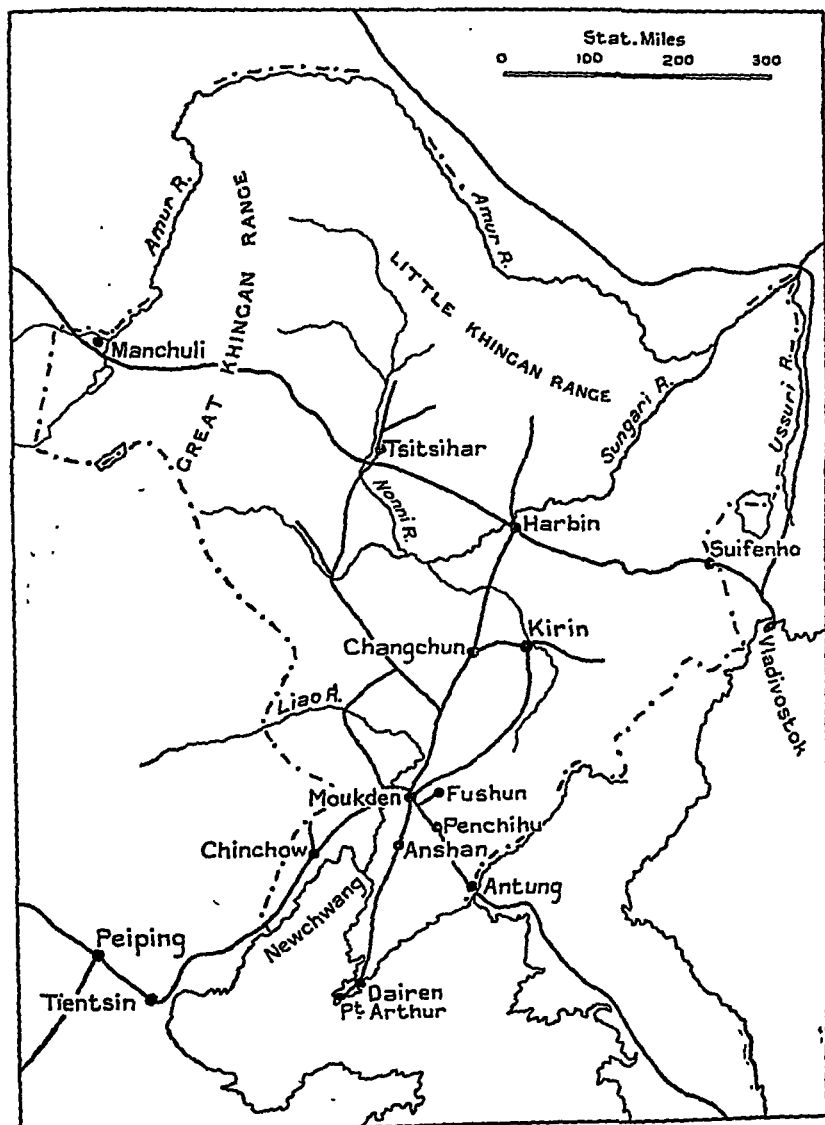 Stat. Miles
0 100 200 300
Amur R.
GREAT KHINGAN RANGE
Amur R.
LITTLE KHINGAN RANGE
Manchuli
Sungari R.
Ussuri R.
Tsitsihar
Nonni R.
Harbin
Suifenho
Changchun
Kirin
Vladivostok
Liao R.
Moukden
Fushun
Penchihu
Chinchow
Anshan
Antung
Newchwang
Peiping
Tientsin
Dairen
Pt. Arthur